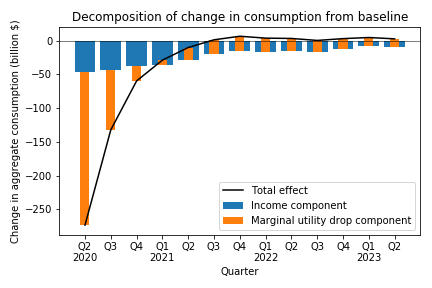 Decomposition of change in consumption from baseline
Change in aggregate consumption (billion $)
0
−50
−100
−150
−200
−250
Total effect
Income component
Marginal utility drop component
Q2 Q3 Q4 Q1 Q2 Q3 Q4 Q1 Q2 Q3 Q4 Q1 Q2
2020 2021 2022 2023
Quarter